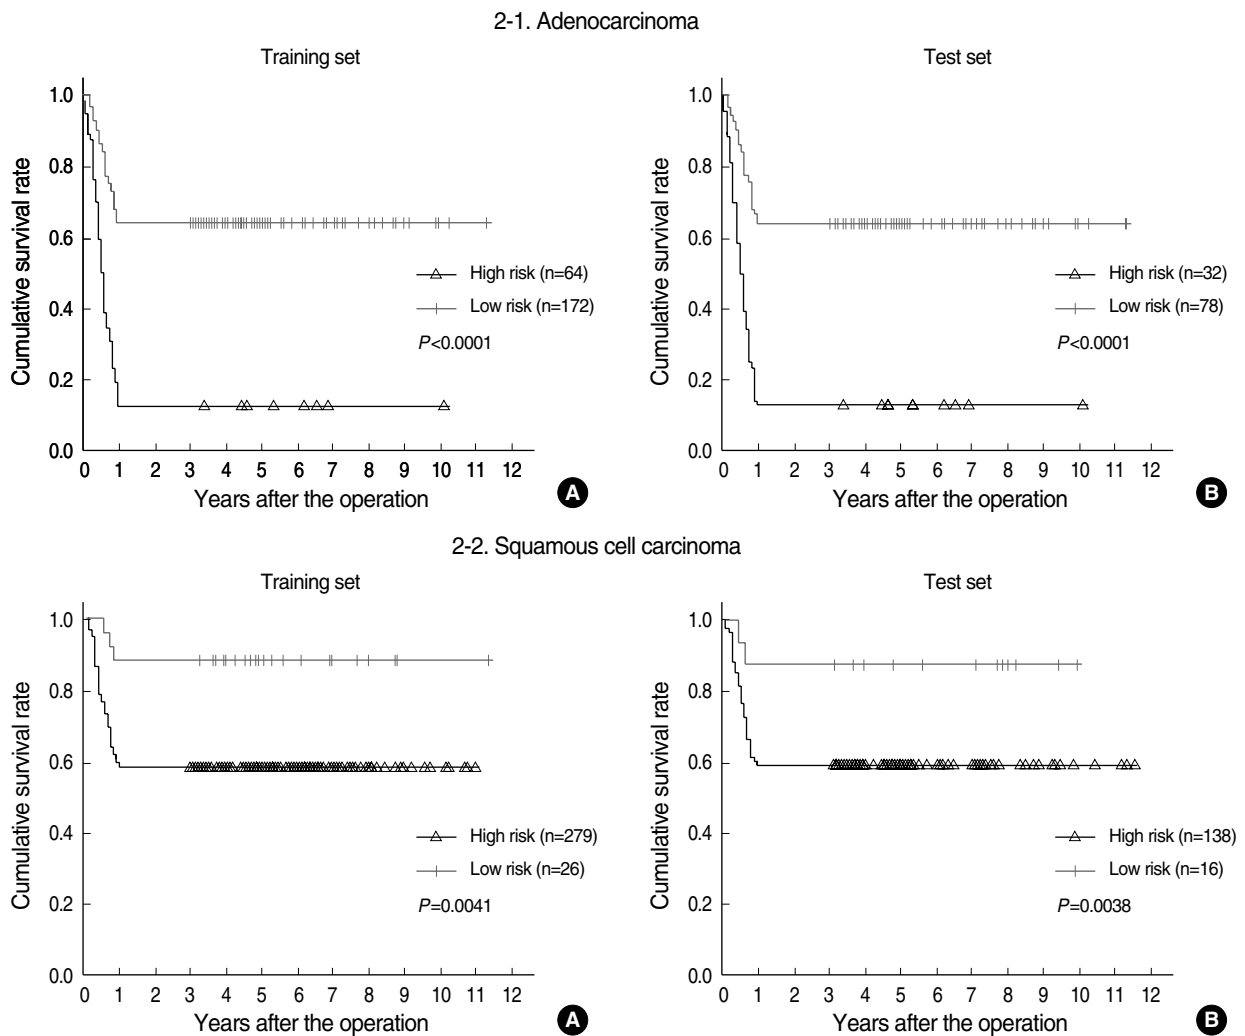 2-1. Adenocarcinoma
Training set
Cumulative survival rate
1.0
0.8
0.6
0.4
0.2
0.0
0 1 2 3 4 5 6 7 8 9 10 11 12
Years after the operation
High risk (n=64)
Low risk (n=172)
P<0.0001
A
Test set
Cumulative survival rate
1.0
0.8
0.6
0.4
0.2
0.0
0 1 2 3 4 5 6 7 8 9 10 11 12
Years after the operation
High risk (n=32)
Low risk (n=78)
P<0.0001
B
2-2. Squamous cell carcinoma
Training set
Cumulative survival rate
1.0
0.8
0.6
0.4
0.2
0.0
0 1 2 3 4 5 6 7 8 9 10 11 12
Years after the operation
High risk (n=279)
Low risk (n=26)
P=0.0041
A
Test set
Cumulative survival rate
1.0
0.8
0.6
0.4
0.2
0.0
0 1 2 3 4 5 6 7 8 9 10 11 12
Years after the operation
High risk (n=138)
Low risk (n=16)
P=0.0038
B